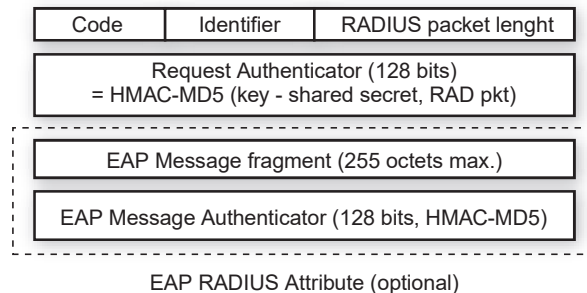 Code Identifier RADIUS packet lenght
Request Authenticator (128 bits)
= HMAC-MD5 (key - shared secret, RAD pkt)
EAP Message fragment (255 octets max.)
EAP Message Authenticator (128 bits, HMAC-MD5)
EAP RADIUS Attribute (optional)